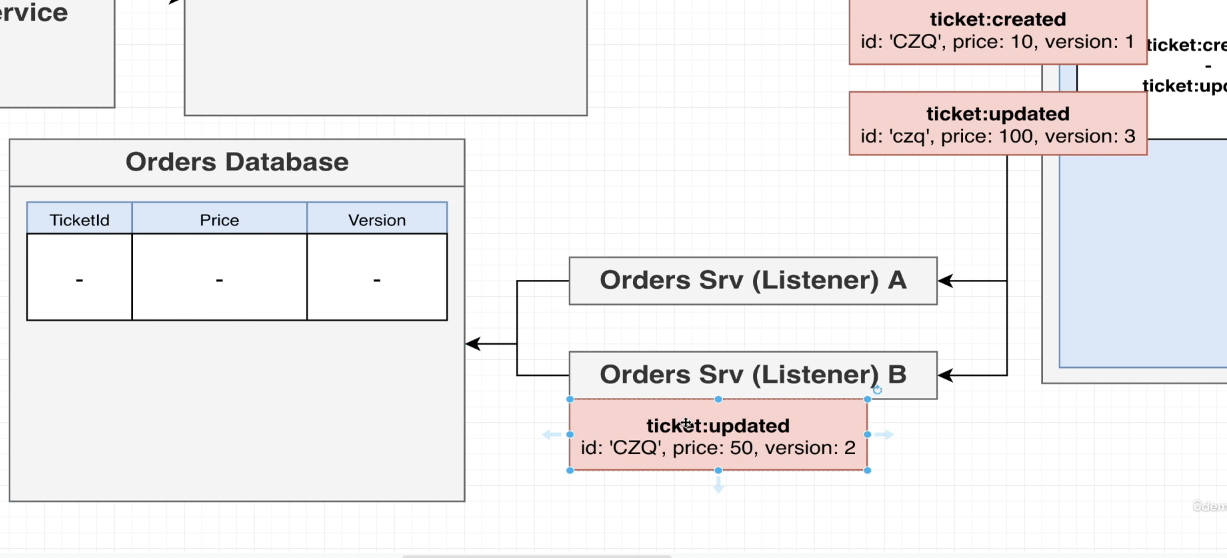 ervice
ticket:created
id: 'CZQ', price: 10, version: 1
ticket:cre
-
ticket:upd
ticket:updated
id: 'czq', price: 100, version: 3
Orders Database
TicketId Price Version
- - -
Orders Srv (Listener) A
Orders Srv (Listener) B
ticket:updated
id: 'CZQ', price: 50, version: 2